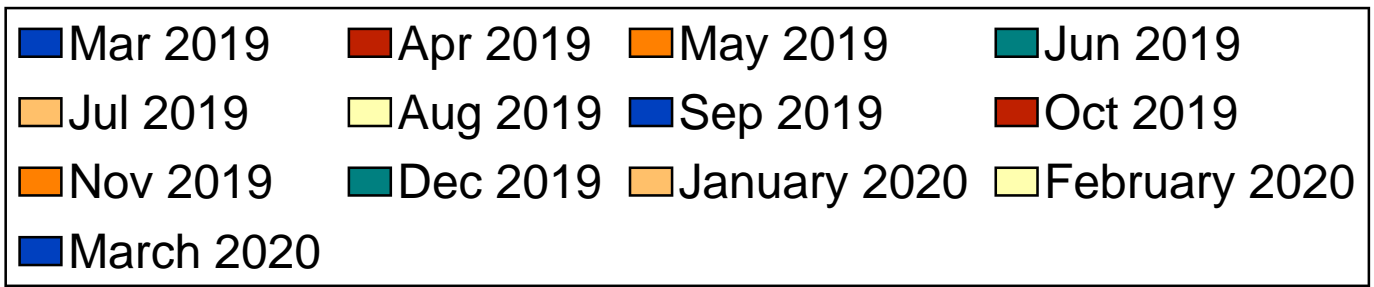 Mar 2019 Apr 2019 May 2019 Jun 2019
Jul 2019 Aug 2019 Sep 2019 Oct 2019
Nov 2019 Dec 2019 January 2020 February 2020
March 2020